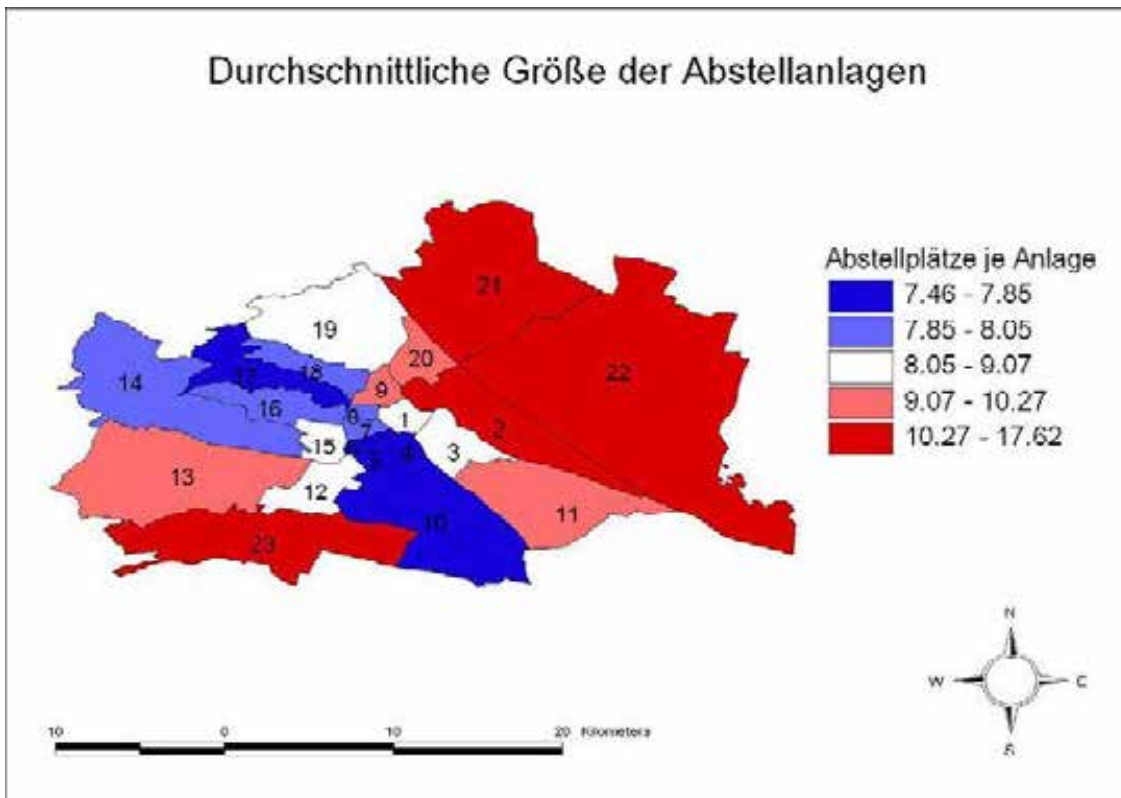 Durchschnittliche Größe der Abstellanlagen
Abstellplätze je Anlage
7.46 - 7.85
7.85 - 8.05
8.05 - 9.07
9.07 - 10.27
10.27 - 17.62
21
22
19
20
18
17
14
16
9
8
7
1
2
15
3
5
4
13
12
11
10
23
N
W
C
S
10
0
10
20 Kilometers